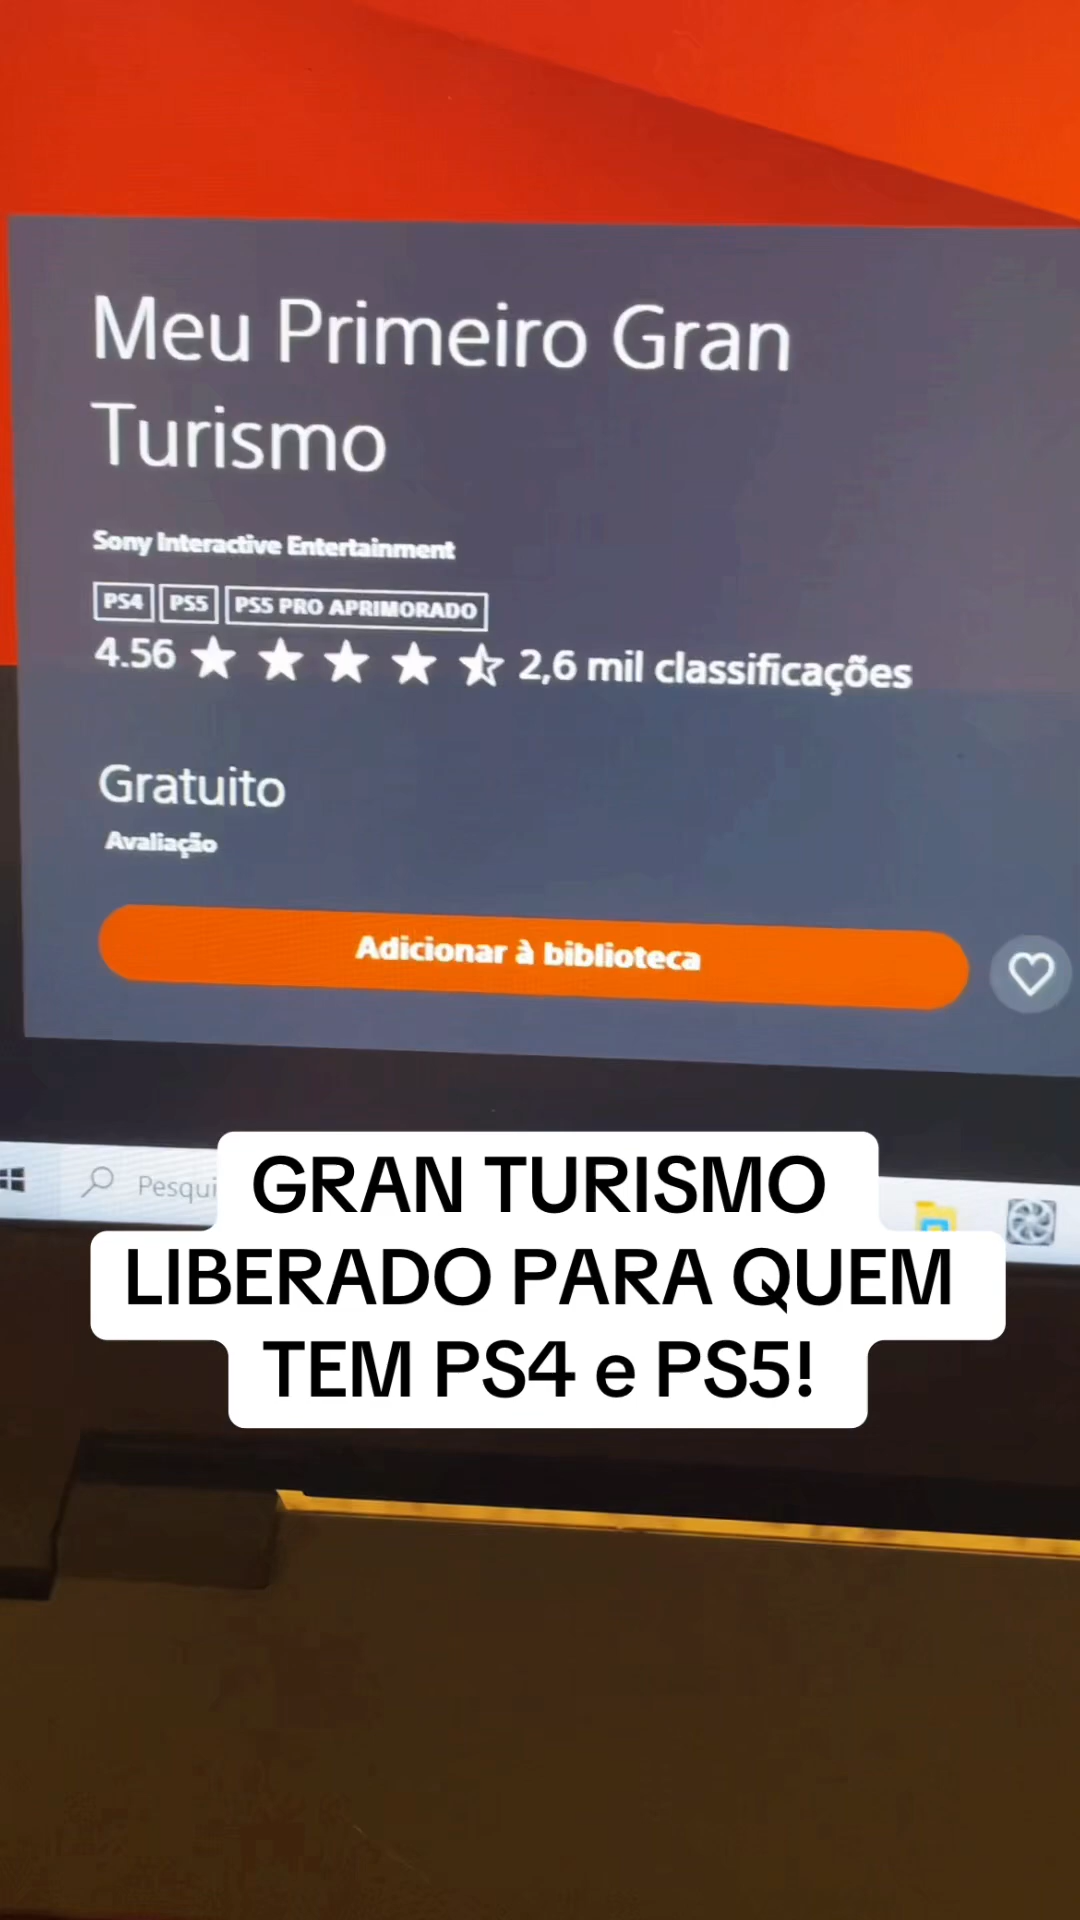 Meu Primeiro Gran
Turismo
Sony Interactive Entertainment
PS4 PS5 PS5 PRO APRIMORADO
4.56 2,6 mil classificações
Gratuito
Avaliação
Adicionar à biblioteca
Pesqui
GRAN TURISMO
LIBERADO PARA QUEM
TEM PS4 e PS5!